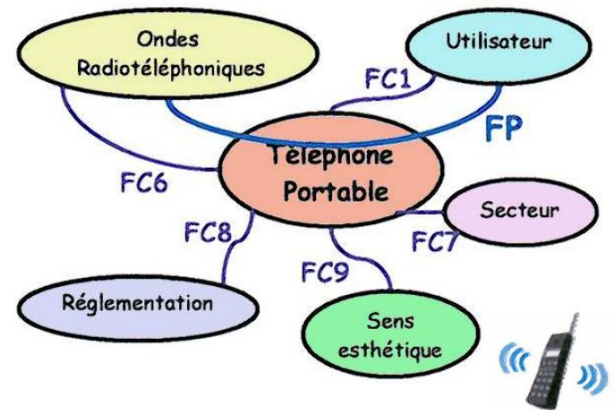 Ondes
Radiotéléphoniques
Utilisateur
FC1
FP
Téléphone
Portable
FC6
Secteur
FC8
FC7
FC9
Réglementation
Sens
esthétique